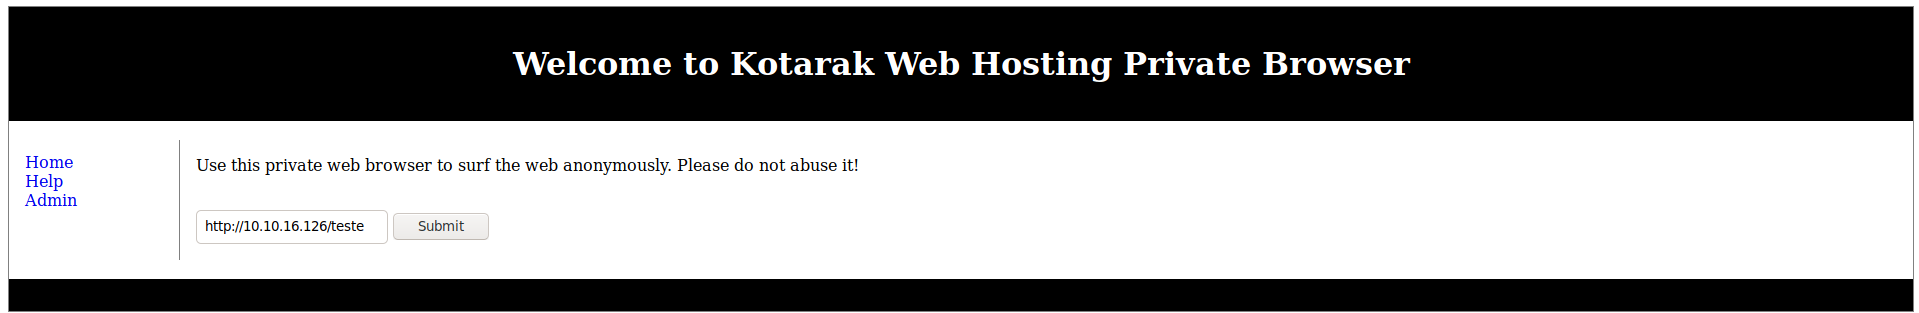 Welcome to Kotarak Web Hosting Private Browser
Home
Help
Admin
Use this private web browser to surf the web anonymously. Please do not abuse it!
http://10.10.16.126/teste
Submit